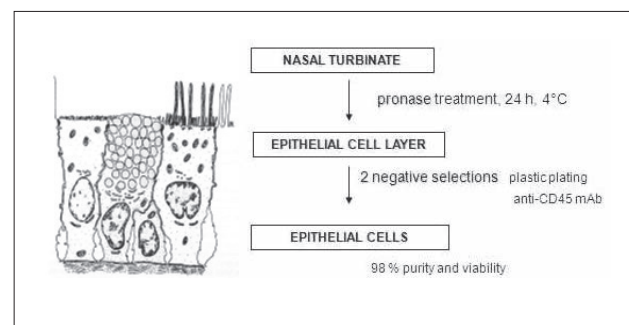 NASAL TURBINATE
pronase treatment, 24 h, 4°C
EPITHELIAL CELL LAYER
2 negative selections plastic plating
anti-CD45 mAb
EPITHELIAL CELLS
98 % purity and viability